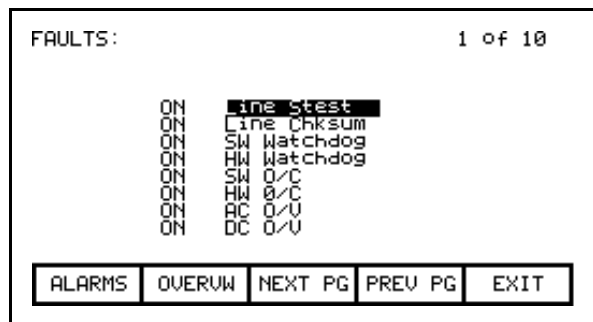 FAULTS: 1 of 10
ON Line Stest
ON Line Chksum
ON SW Watchdog
ON HW Watchdog
ON SW O/C
ON HW O/C
ON AC O/V
ON DC O/V
ALARMS OVERVW NEXT PG PREV PG EXIT